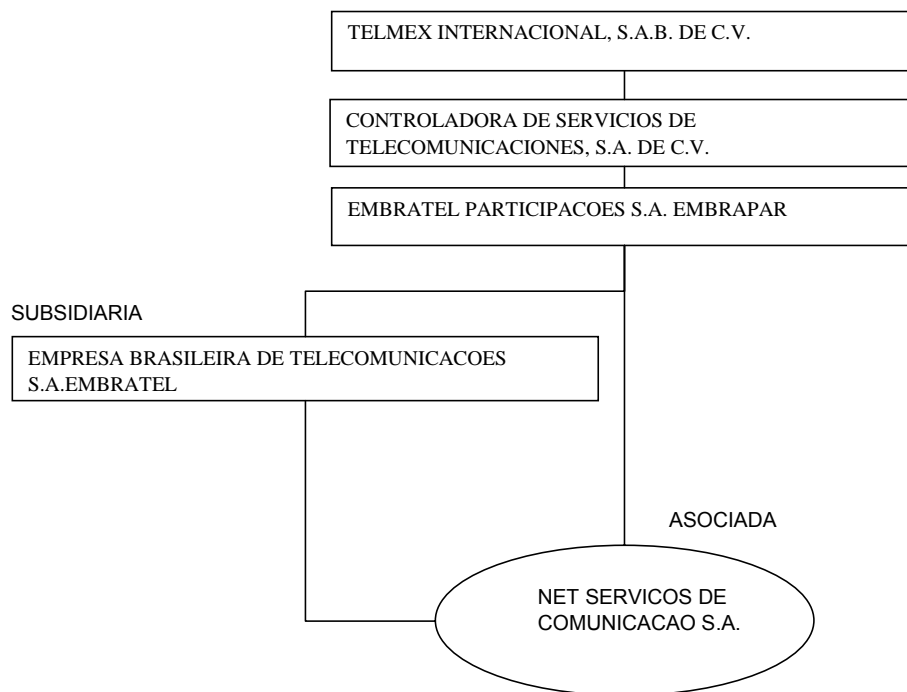 TELMEX INTERNACIONAL, S.A.B. DE C.V.
CONTROLADORA DE SERVICIOS DE
TELECOMUNICACIONES, S.A. DE C.V.
EMBRATEL PARTICIPACOES S.A. EMBRAPAR
SUBSIDIARIA
EMPRESA BRASILEIRA DE TELECOMUNICACOES
S.A.EMBRATEL
ASOCIADA
NET SERVICOS DE
COMUNICACAO S.A.